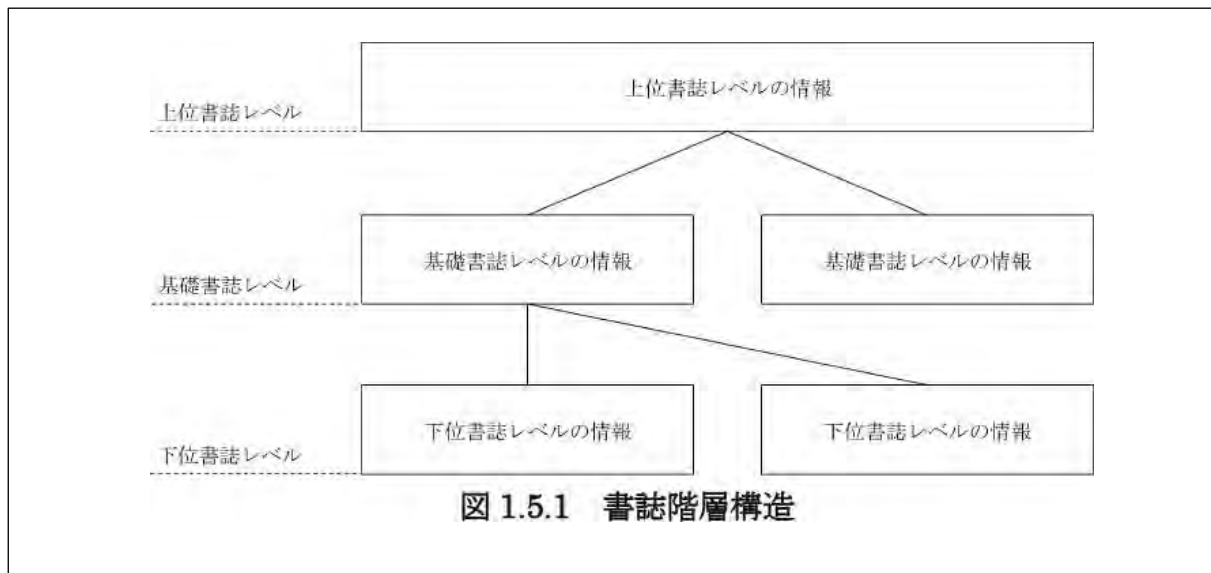 上位書誌レベルの情報
上位書誌レベル
基礎書誌レベルの情報 基礎書誌レベルの情報
基礎書誌レベル
下位書誌レベルの情報 下位書誌レベルの情報
下位書誌レベル
図 1.5.1　書誌階層構造